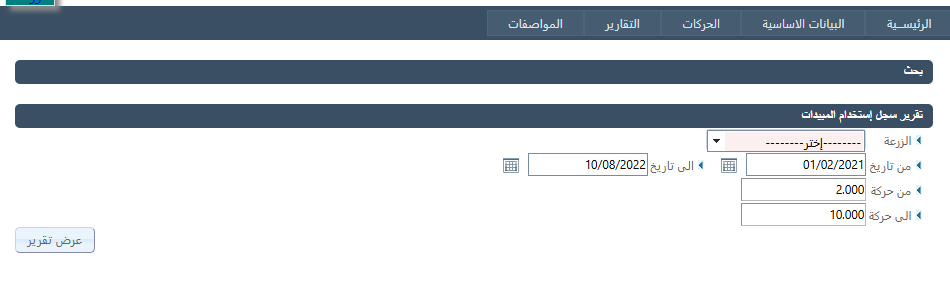 الرئيســية البيانات الاساسية الحركات التقارير المواصفات
بحث
تقرير سجل إستخدام المبيدات
الزرعة --------إختر--------
من تاريخ 01/02/2021 الى تاريخ 10/08/2022
من حركة 2.000
الى حركة 10.000
عرض تقرير